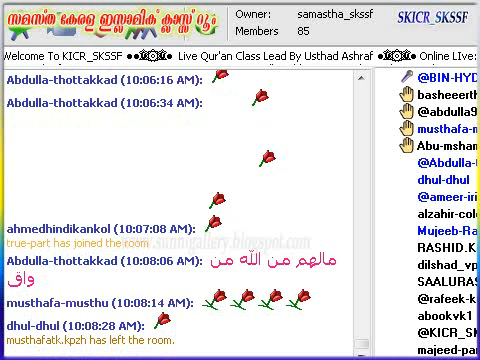 സമസ്ത കേരള ഇസ്ലാമിക് ക്ലാസ് റൂം
Owner: samastha_skssf
Members 85
SKICR_SKSSF
Welcome To KICR_SKSSF Live Qur'an Class Lead By Usthad Ashraf Online LIve:
Abdulla-thottakkad (10:06:16 AM):
Abdulla-thottakkad (10:06:34 AM):
ahmedhindikankol (10:07:08 AM):
true-part has joined the room
Abdulla-thottakkad (10:08:06 AM): مالهم من الله من
واق
musthafa-musthu (10:08:14 AM):
dhul-dhul (10:08:28 AM):
musthafatk.kpzh has left the room.
@BIN-HYD
basheeerth
@abdulla9
musthafa-m
Abu-msham
@Abdulla-t
dhul-dhul
@ameer-iri
alzahir-colo
Mujeeb-Ra
RASHID.K
dilshad_vp
SAALURAS
@rafeek-k
abookvk1
@KICR_SK
majeed-par